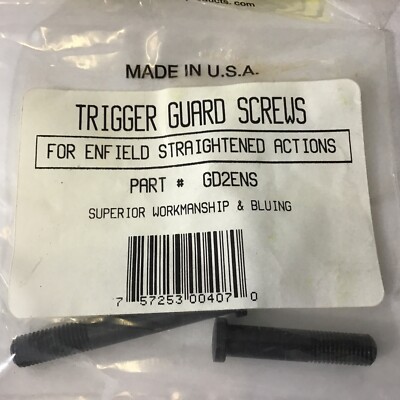 MADE IN U.S.A.
TRIGGER GUARD SCREWS
FOR ENFIELD STRAIGHTENED ACTIONS
PART # GD2ENS
SUPERIOR WORKMANSHIP & BLUING
7 57253 00407 0